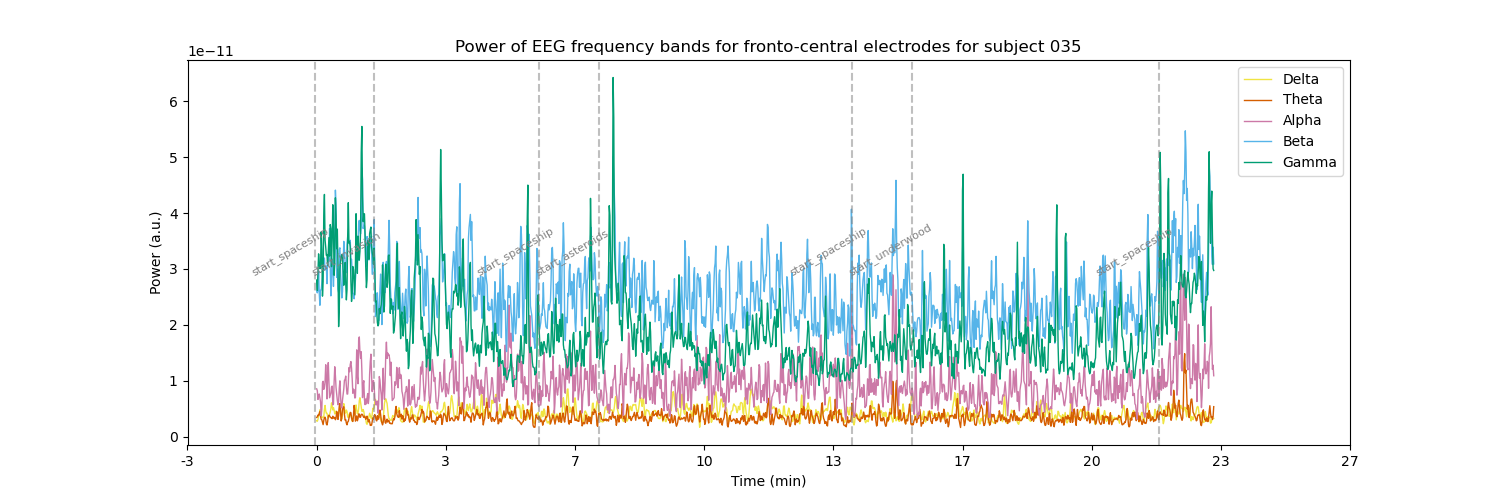 Power of EEG frequency bands for fronto-central electrodes for subject 035
1e−11
Power (a.u.)
6
5
4
3
2
1
0
Delta
Theta
Alpha
Beta
Gamma
start_spaceship
start_spaceship
start_asteroids
start_spaceship
start_underwood
start_spaceship
-3
0
3
7
10
13
17
20
23
27
Time (min)